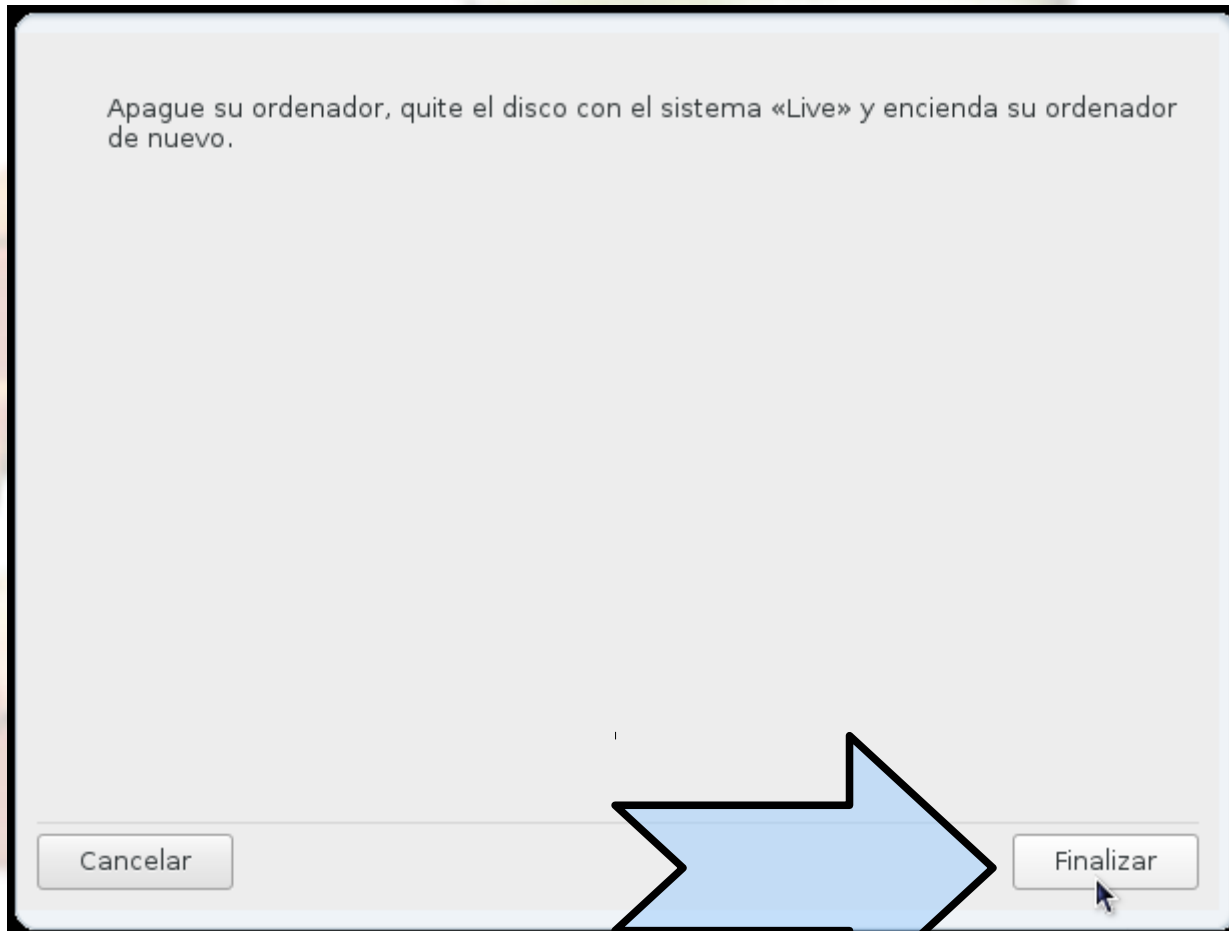 Apague su ordenador, quite el disco con el sistema «Live» y encienda su ordenador
de nuevo.
Cancelar
Finalizar